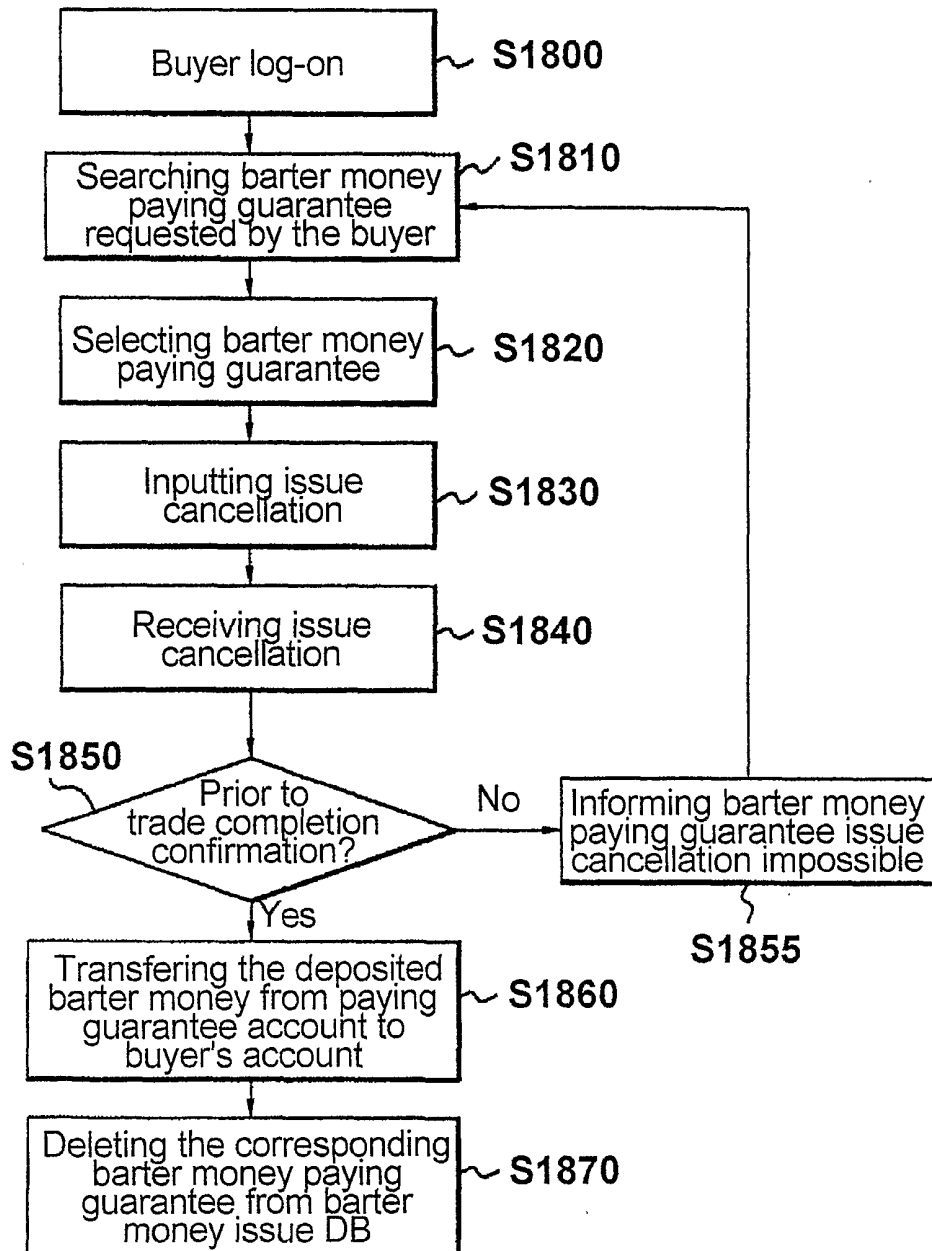 Buyer log-on
S1800
S1810
Searching barter money
paying guarantee
requested by the buyer
Selecting barter money
paying guarantee
S1820
Inputting issue
cancellation
S1830
Receiving issue
cancellation
S1840
S1850
Prior to
trade completion
confirmation?
No
Informing barter money
paying guarantee issue
cancellation impossible
S1855
Yes
Transfering the deposited
barter money from paying
guarantee account to
buyer's account
S1860
Deleting the corresponding
barter money paying
guarantee from barter
money issue DB
S1870